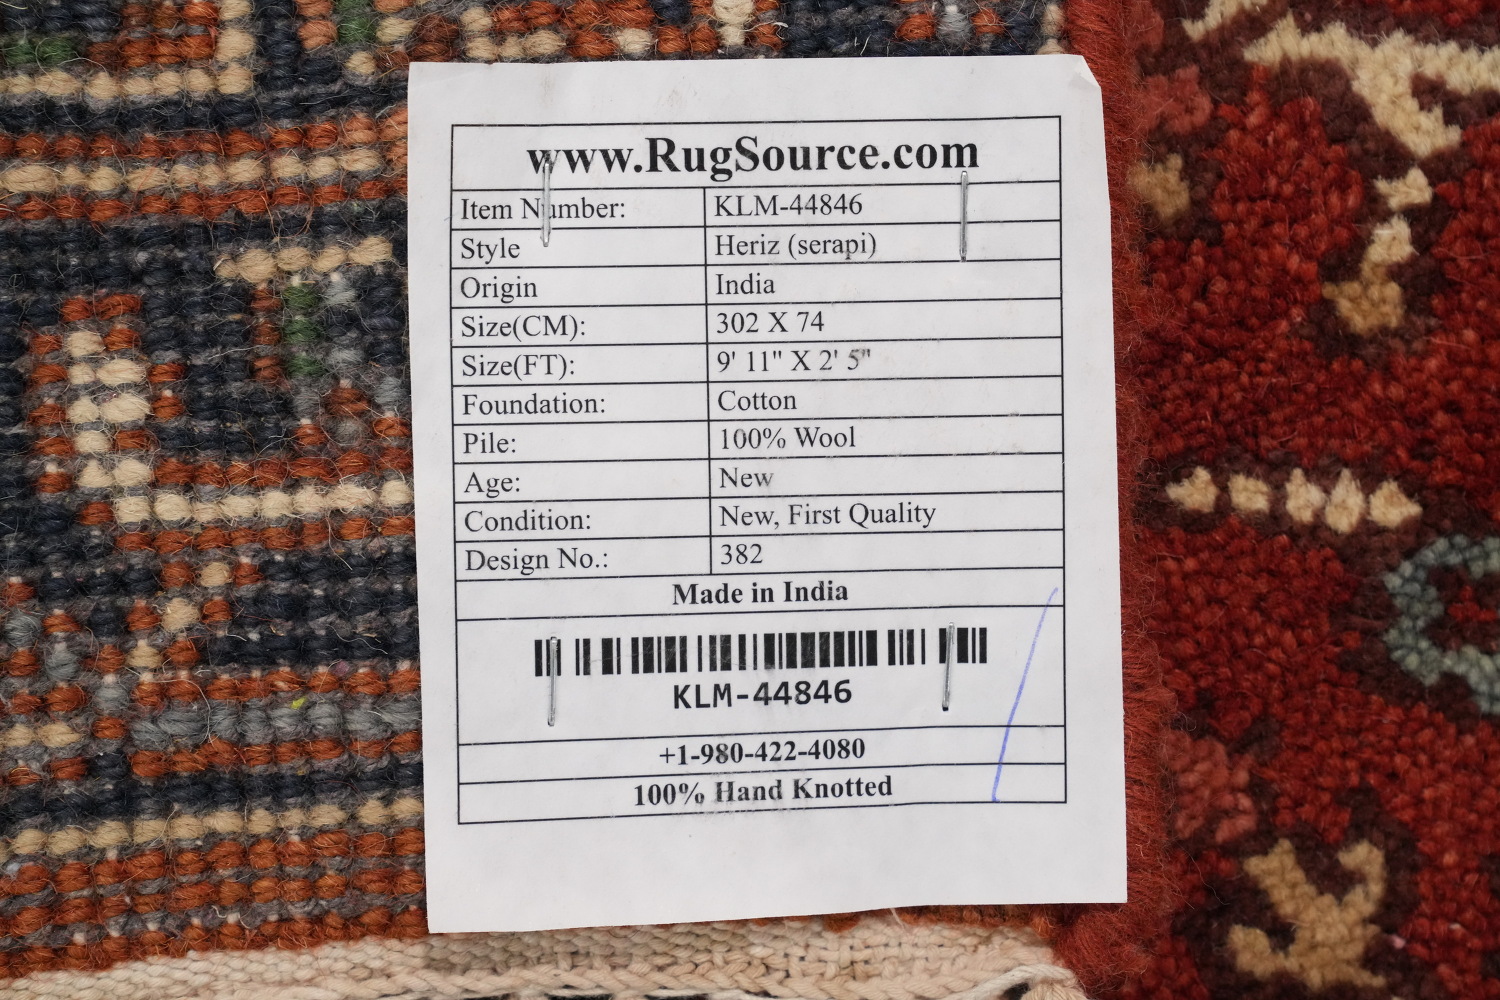 www.RugSource.com
Item Number: KLM-44846
Style Heriz (serapi)
Origin India
Size(CM): 302 X 74
Size(FT): 9' 11" X 2' 5"
Foundation: Cotton
Pile: 100% Wool
Age: New
Condition: New, First Quality
Design No.: 382
Made in India
KLM-44846
+1-980-422-4080
100% Hand Knotted